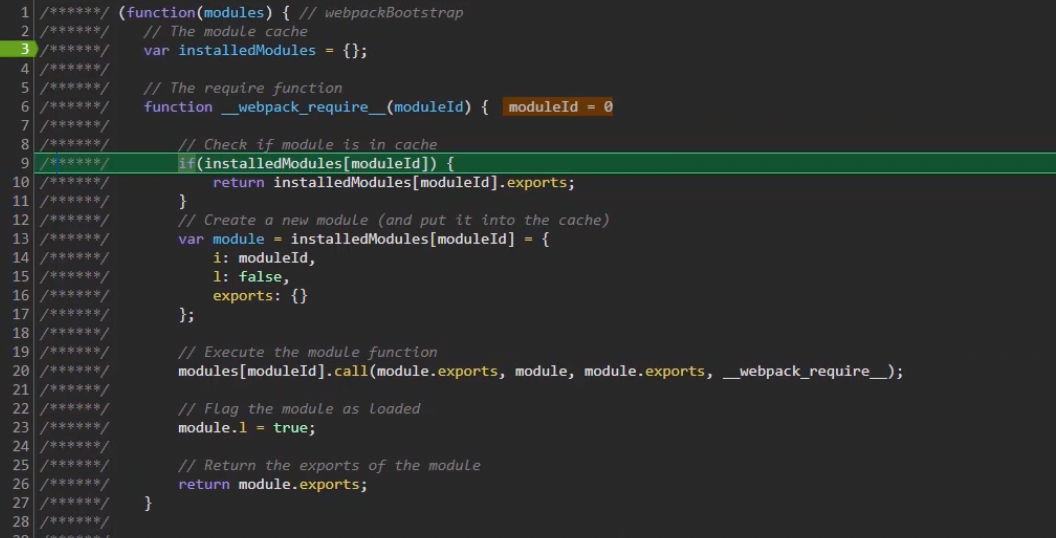 1 /******/ (function(modules) { // webpackBootstrap
2 /******/ // The module cache
3 /******/ var installedModules = {};
4 /******/
5 /******/ // The require function
6 /******/ function __webpack_require__(moduleId) { moduleId = 0
7 /******/
8 /******/ // Check if module is in cache
9 /******/ if(installedModules[moduleId]) {
10 /******/ return installedModules[moduleId].exports;
11 /******/ }
12 /******/ // Create a new module (and put it into the cache)
13 /******/ var module = installedModules[moduleId] = {
14 /******/ i: moduleId,
15 /******/ l: false,
16 /******/ exports: {}
17 /******/ };
18 /******/
19 /******/ // Execute the module function
20 /******/ modules[moduleId].call(module.exports, module, module.exports, __webpack_require__);
21 /******/
22 /******/ // Flag the module as loaded
23 /******/ module.l = true;
24 /******/
25 /******/ // Return the exports of the module
26 /******/ return module.exports;
27 /******/ }
28 /******/